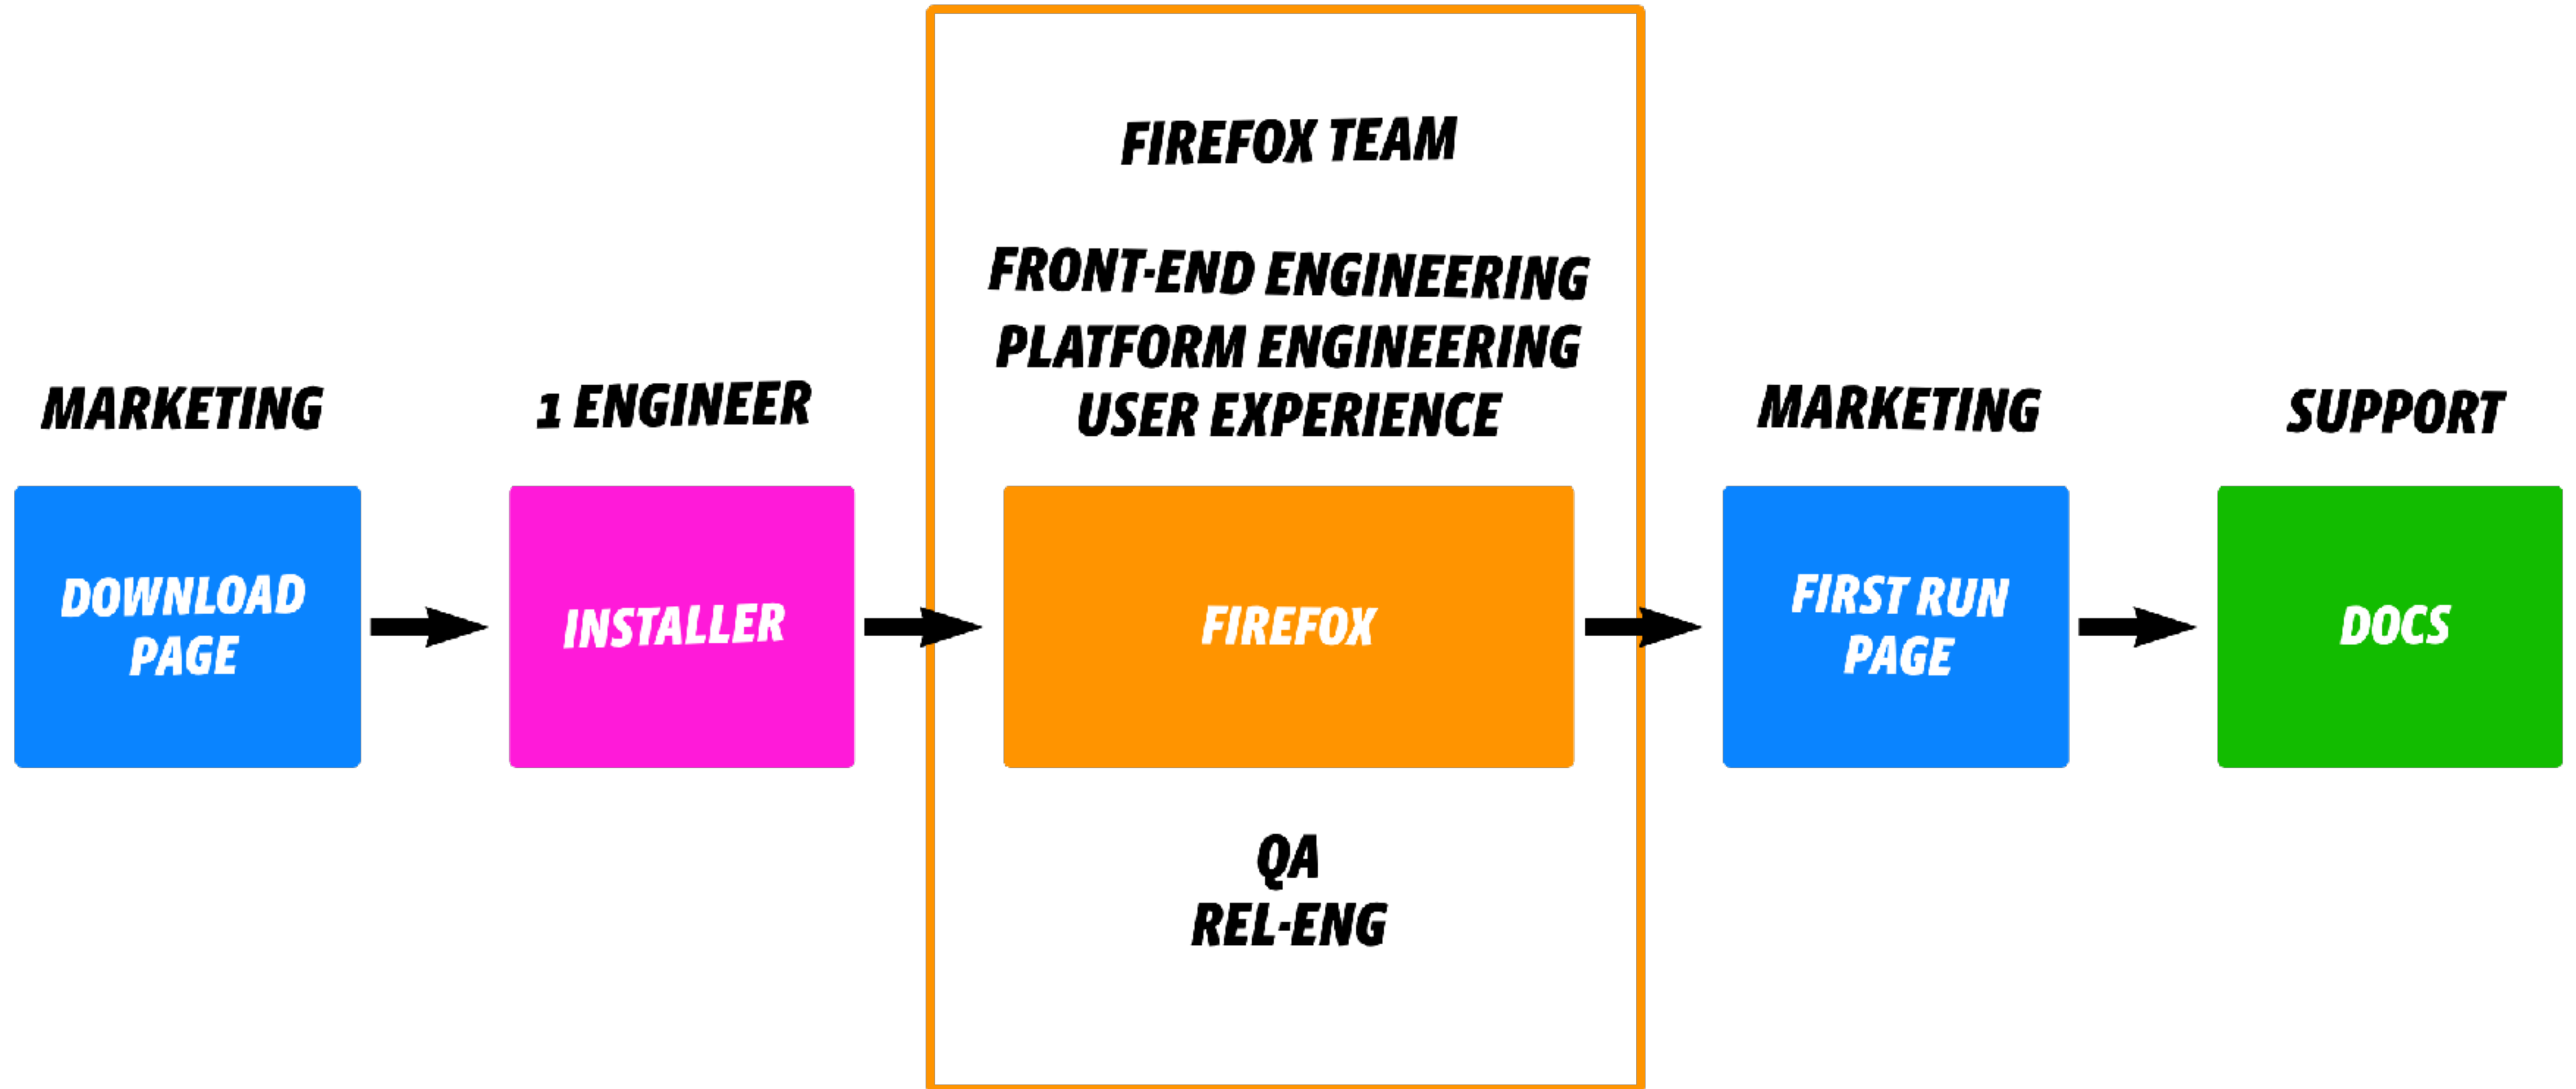 FIREFOX TEAM
FRONT-END ENGINEERING
PLATFORM ENGINEERING
USER EXPERIENCE
MARKETING
1 ENGINEER
MARKETING
SUPPORT
DOWNLOAD
PAGE
INSTALLER
FIREFOX
FIRST RUN
PAGE
DOCS
QA
REL-ENG